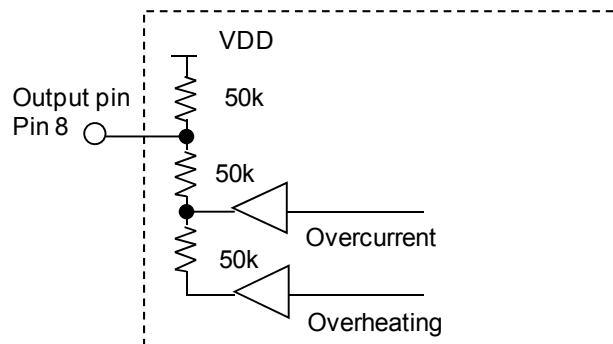 VDD
50k
Output pin
Pin 8
50k
Overcurrent
50k
Overheating